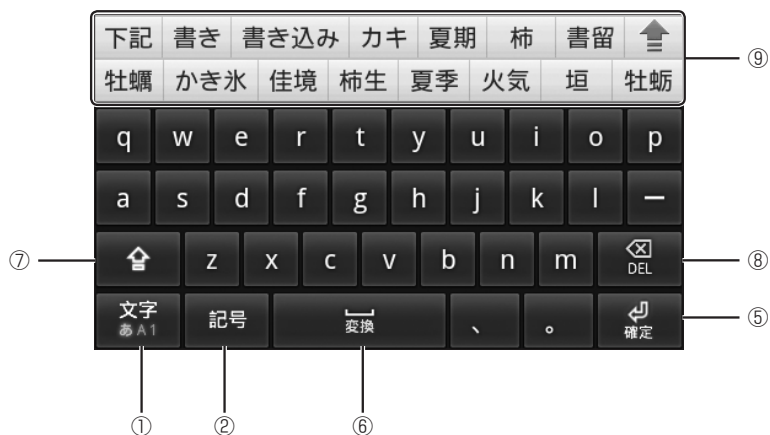 下記 書き 書き込み カキ 夏期 柿 書留
牡蠣 かき氷 佳境 柿生 夏季 火気 垣 牡蛎
⑨
q w e r t y u i o p
a s d f g h j k l ー
⑦ z x c v b n m DEL ⑧
文字 あA1 記号 変換 、 。 確定 ⑤
① ② ⑥